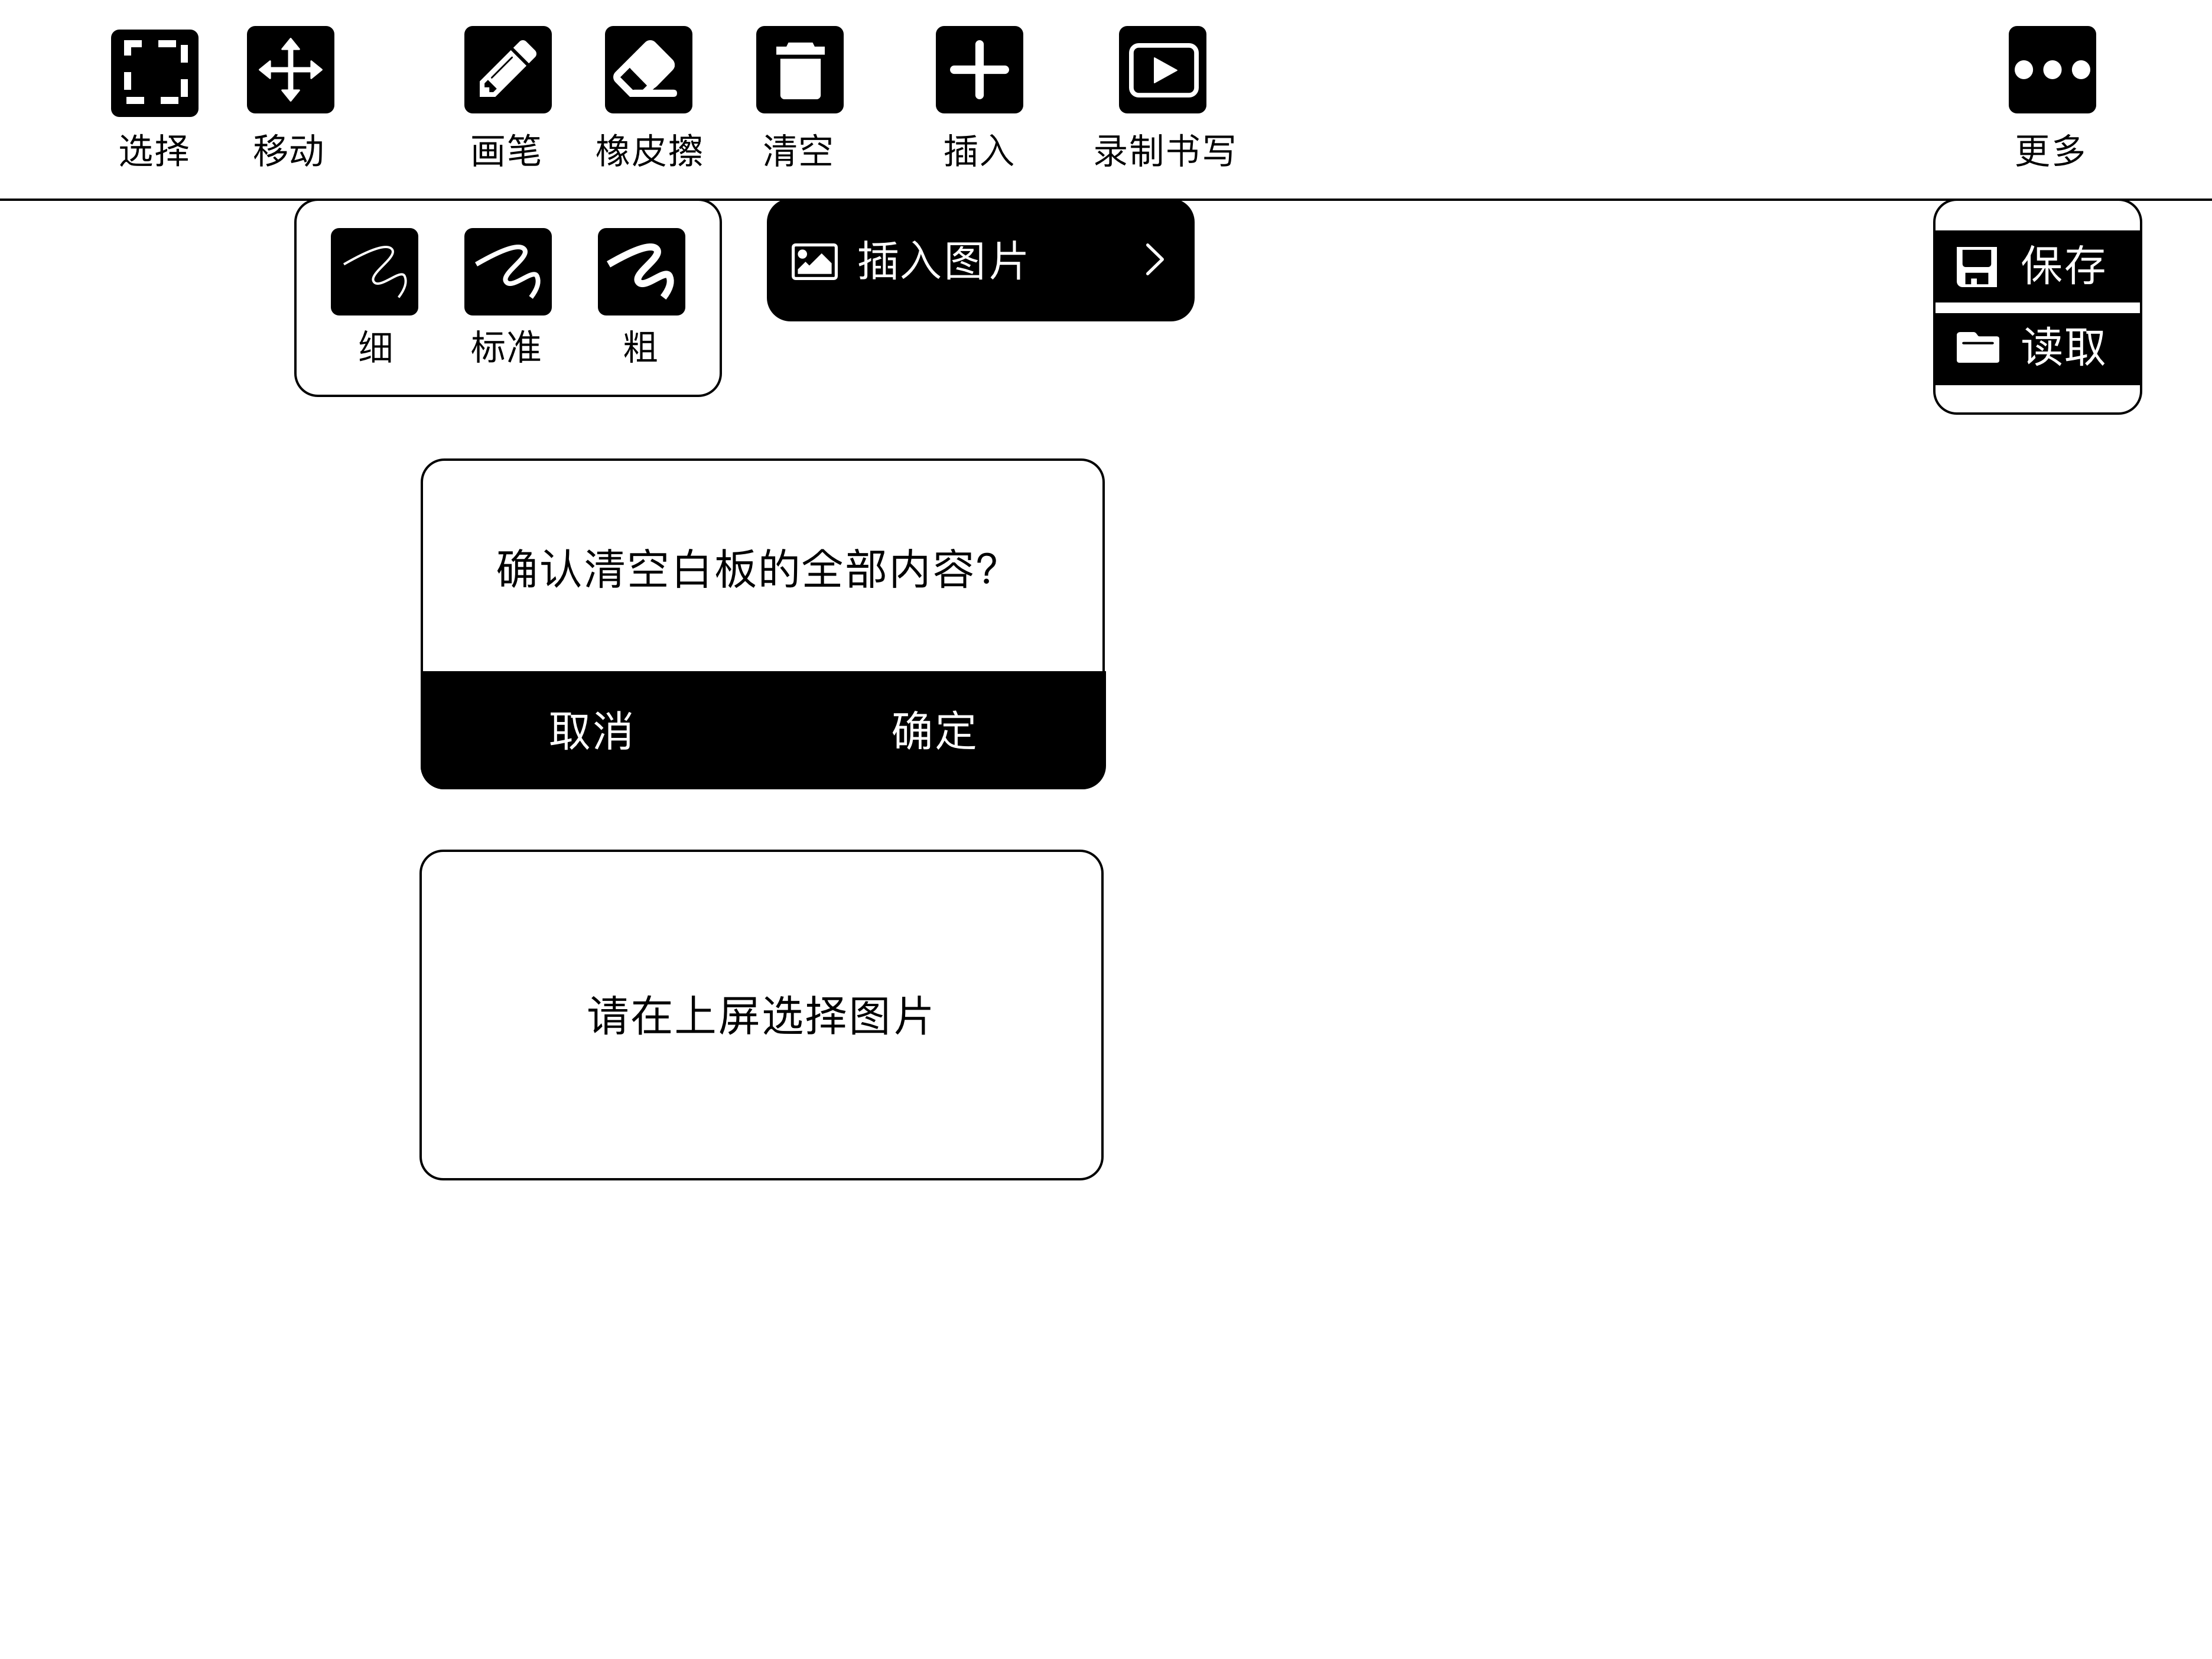 选择 移动 画笔 橡皮擦 清空 插入 录制书写 更多
插入图片
保存
细 标准 粗
读取
确认清空白板的全部内容?
取消 确定
请在上屏选择图片